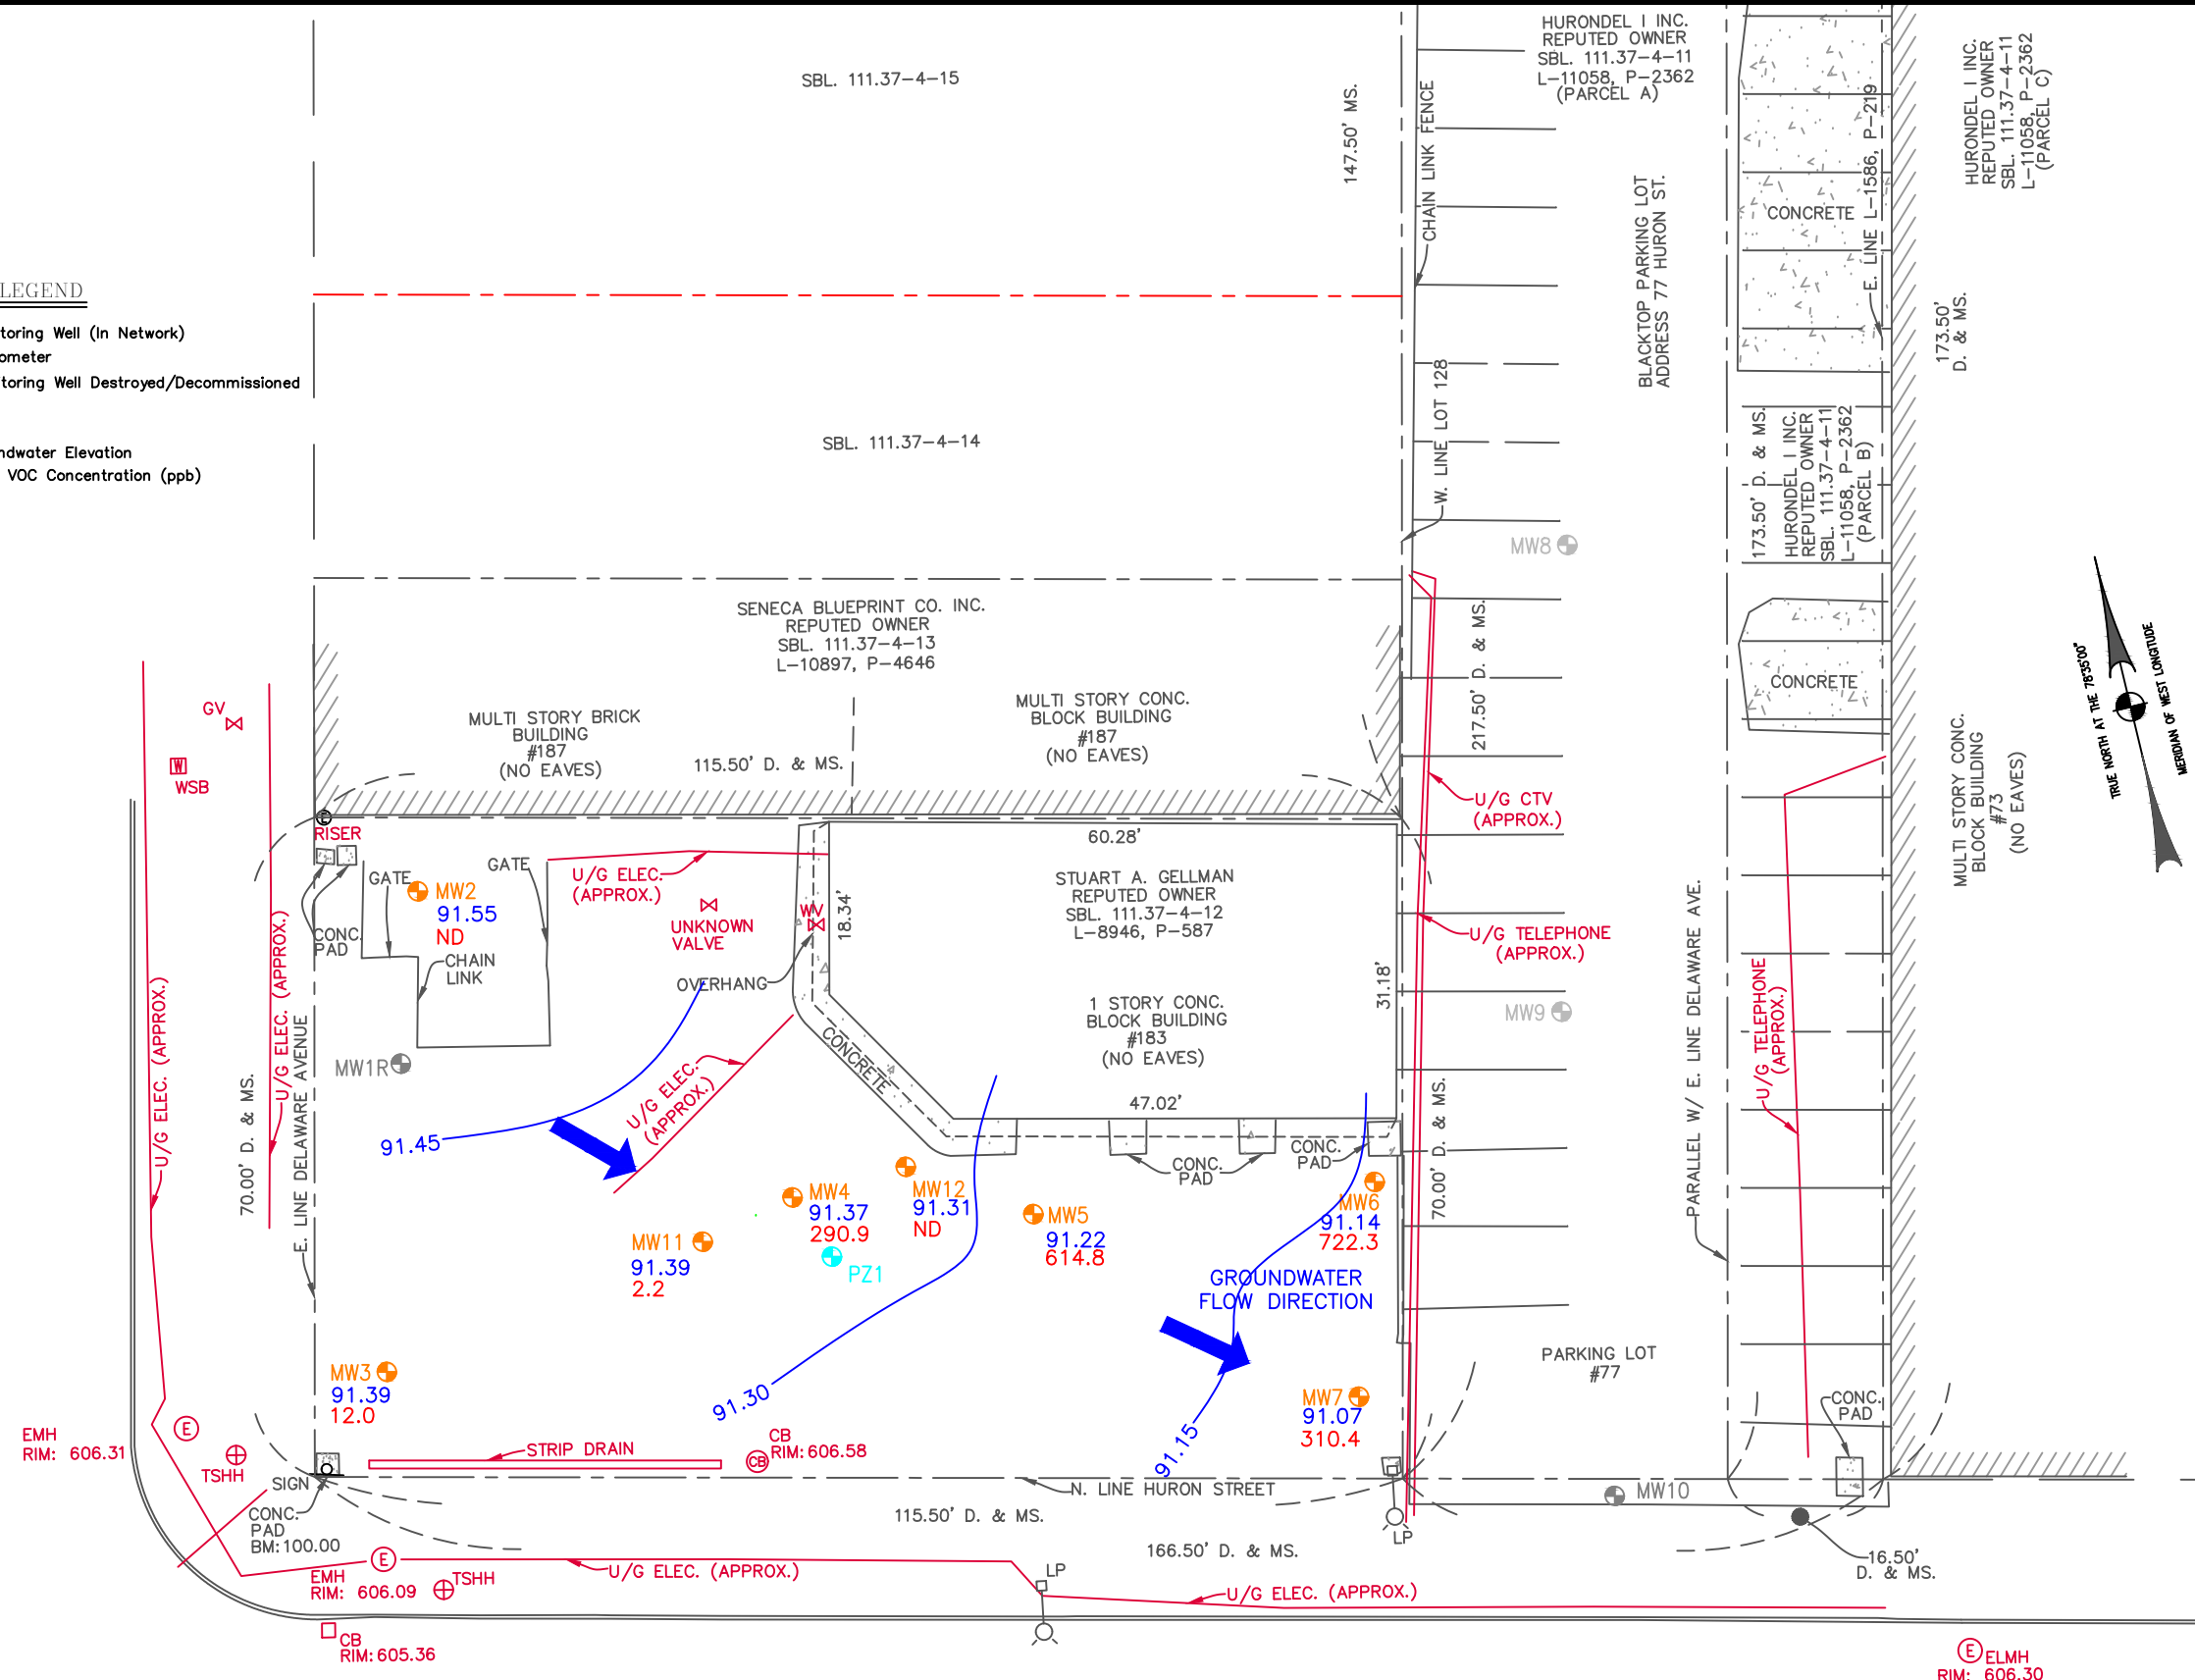 SBL. 111.37-4-15
147.50' MS.
CHAIN LINK FENCE
HURONDEL I INC.
REPUTED OWNER
SBL. 111.37-4-11
L-11058, P-2362
(PARCEL A)
BLACKTOP PARKING LOT
ADDRESS 77 HURON ST.
CONCRETE
E. LINE L-1586, P-219
HURONDEL I INC.
REPUTED OWNER
SBL. 111.37-4-11
L-11058, P-2362
(PARCEL C)
173.50'
D. & MS.
LEGEND
toring Well (In Network)
ometer
toring Well Destroyed/Decommissioned
ndwater Elevation
VOC Concentration (ppb)
SBL. 111.37-4-14
W. LINE LOT 128
MW8
173.50' D. & MS.
HURONDEL I INC.
REPUTED OWNER
SBL. 111.37-4-11
L-11058, P-2362
(PARCEL B)
SENECA BLUEPRINT CO. INC.
REPUTED OWNER
SBL. 111.37-4-13
L-10897, P-4646
217.50' D. & MS.
CONCRETE
TRUE NORTH AT THE 78°35'00"
MERIDIAN OF WEST LONGITUDE
GV
W
WSB
MULTI STORY BRICK
BUILDING
#187
(NO EAVES)
115.50' D. & MS.
MULTI STORY CONC.
BLOCK BUILDING
#187
(NO EAVES)
MULTI STORY CONC.
BLOCK BUILDING
#73
(NO EAVES)
U/G CTV
(APPROX.)
E
RISER
GATE
GATE
MW2
91.55
ND
CONC.
PAD
CHAIN
LINK
U/G ELEC.
(APPROX.)
UNKNOWN
VALVE
WV
OVERHANG
18.34'
60.28'
STUART A. GELLMAN
REPUTED OWNER
SBL. 111.37-4-12
L-8946, P-587
1 STORY CONC.
BLOCK BUILDING
#183
(NO EAVES)
31.18'
47.02'
U/G TELEPHONE
(APPROX.)
MW9
U/G TELEPHONE
(APPROX.)
PARALLEL W/ E. LINE DELAWARE AVE.
U/G ELEC. (APPROX.)
U/G ELEC. (APPROX.)
70.00' D. & MS.
E. LINE DELAWARE AVENUE
MW1R
91.45
U/G ELEC.
(APPROX.)
CONCRETE
CONC.
PAD
CONC.
PAD
70.00' D. & MS.
MW4
91.37
290.9
MW12
91.31
ND
MW5
91.22
614.8
MW6
91.14
722.3
MW11
91.39
2.2
PZ1
GROUNDWATER
FLOW DIRECTION
MW3
91.39
12.0
91.30
91.15
MW7
91.07
310.4
PARKING LOT
#77
CONC.
PAD
EMH
RIM: 606.31
E
TSHH
SIGN
STRIP DRAIN
CB
CB
RIM: 606.58
N. LINE HURON STREET
MW10
CONC.
PAD
BM:100.00
115.50' D. & MS.
166.50' D. & MS.
LP
16.50'
D. & MS.
E
EMH
RIM: 606.09
TSHH
U/G ELEC. (APPROX.)
LP
U/G ELEC. (APPROX.)
CB
RIM: 605.36
E
ELMH
RIM: 606.30